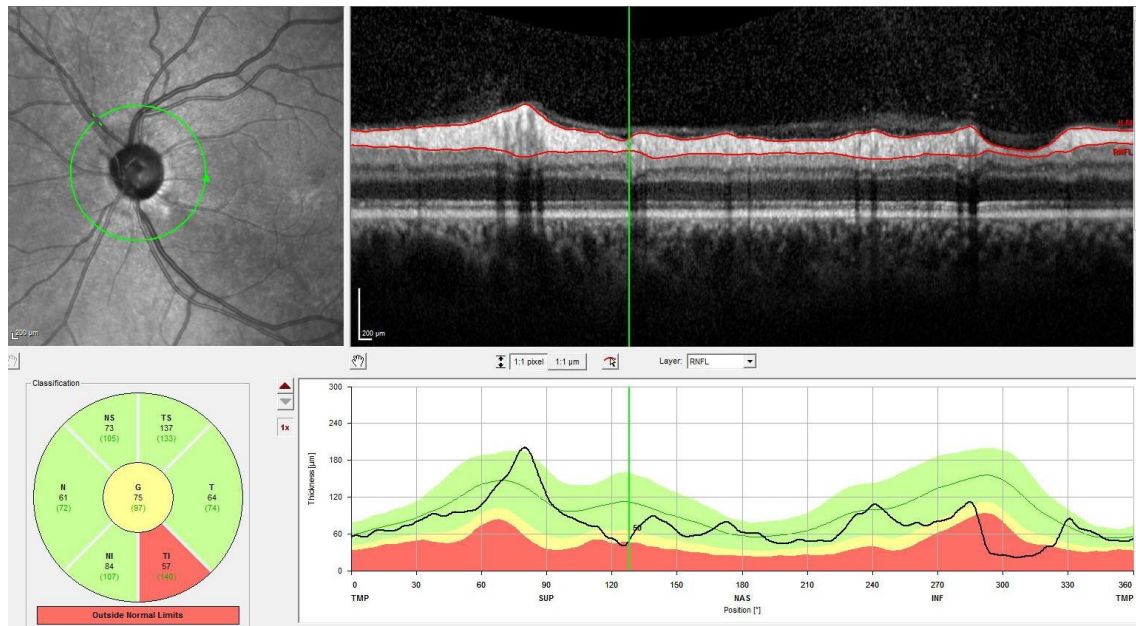 200 µm
ILM
RNFL
200 µm
1:1 pixel
1:1 µm
Layer:
RNFL
Classification
NS
73
(105)
TS
137
(133)
N
61
(72)
G
75
(97)
T
64
(74)
NI
84
(107)
TI
57
(140)
Outside Normal Limits
1x
Thickness [µm]
300
240
180
120
60
0
50
0 30 60 90 120 150 180 210 240 270 300 330 360
TMP SUP NAS INF TMP
Position [°]